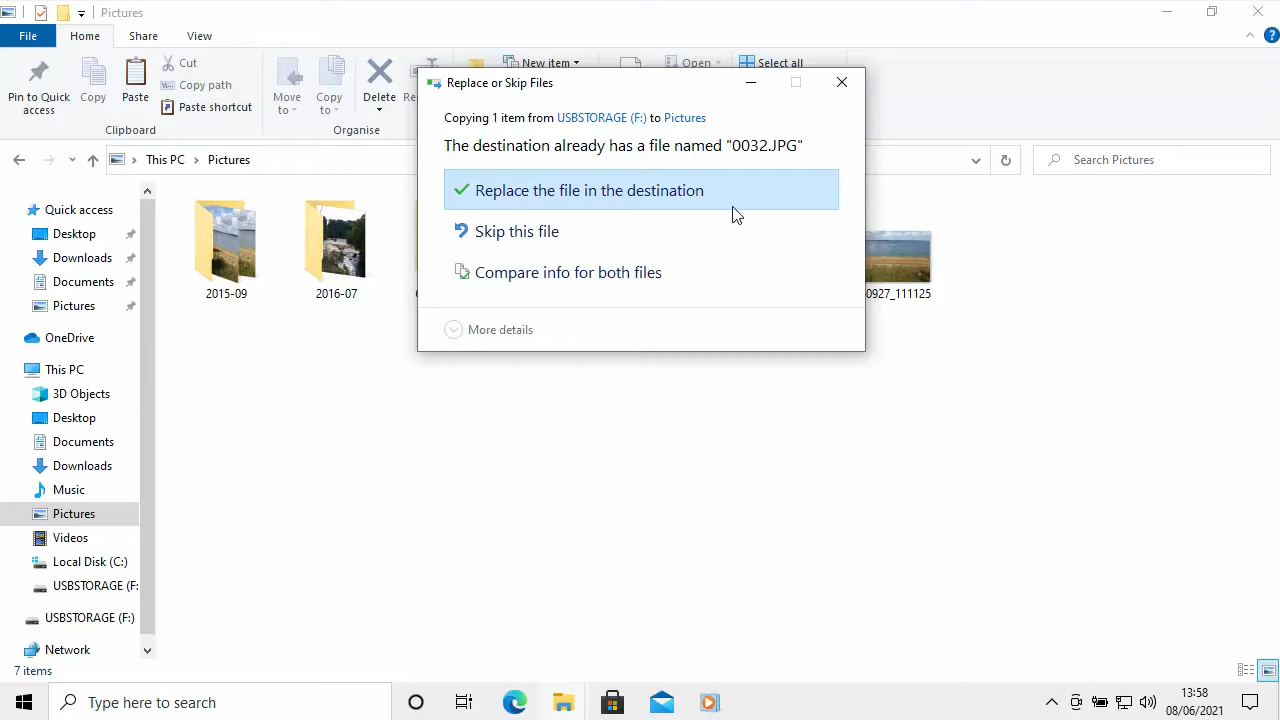 Pictures
File
Home
Share
View
Pin to Quick
access
Copy
Paste
Cut
Copy path
Paste shortcut
Clipboard
Move
to
Copy
to
Delete
Organise
New item
Open
Select all
Replace or Skip Files
Copying 1 item from USBSTORAGE (F:) to Pictures
The destination already has a file named "0032.JPG"
Replace the file in the destination
Skip this file
Compare info for both files
More details
This PC
Pictures
Search Pictures
Quick access
Desktop
Downloads
Documents
Pictures
OneDrive
This PC
3D Objects
Desktop
Documents
Downloads
Music
Pictures
Videos
Local Disk (C:)
USBSTORAGE (F:
USBSTORAGE (F:)
Network
2015-09
2016-07
0927_111125
7 items
Type here to search
13:58
08/06/2021